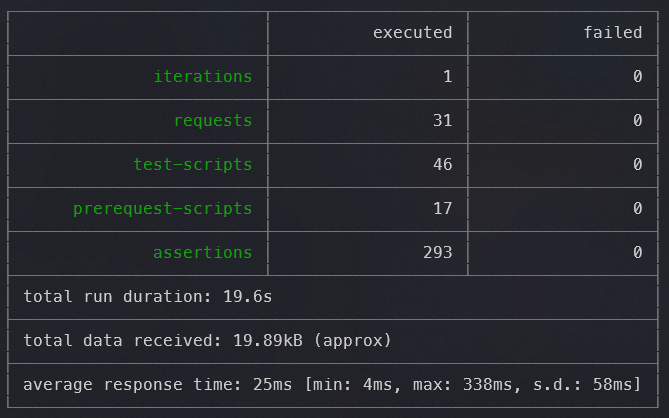 executed failed
iterations 1 0
requests 31 0
test-scripts 46 0
prerequest-scripts 17 0
assertions 293 0
total run duration: 19.6s
total data received: 19.89kB (approx)
average response time: 25ms [min: 4ms, max: 338ms, s.d.: 58ms]